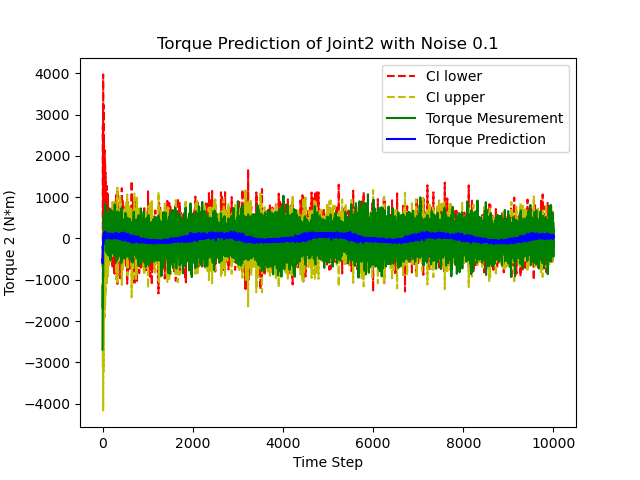 Torque Prediction of Joint2 with Noise 0.1
CI lower
CI upper
Torque Mesurement
Torque Prediction
Torque 2 (N*m)
4000
3000
2000
1000
0
−1000
−2000
−3000
−4000
0 2000 4000 6000 8000 10000
Time Step